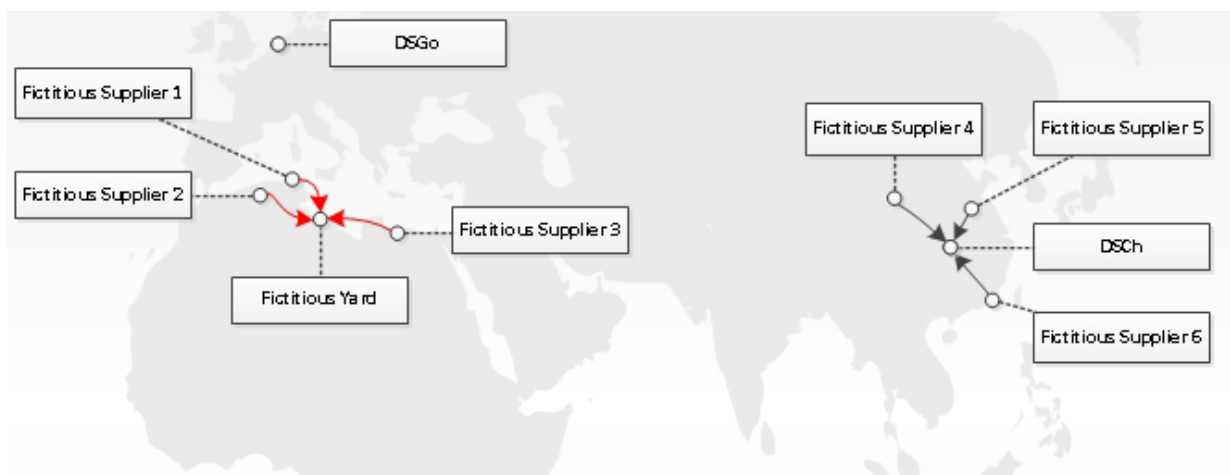 DSGo
Fictitious Supplier 1
Fictitious Supplier 4
Fictitious Supplier 5
Fictitious Supplier 2
Fictitious Supplier 3
DSCh
Fictitious Yard
Fictitious Supplier 6